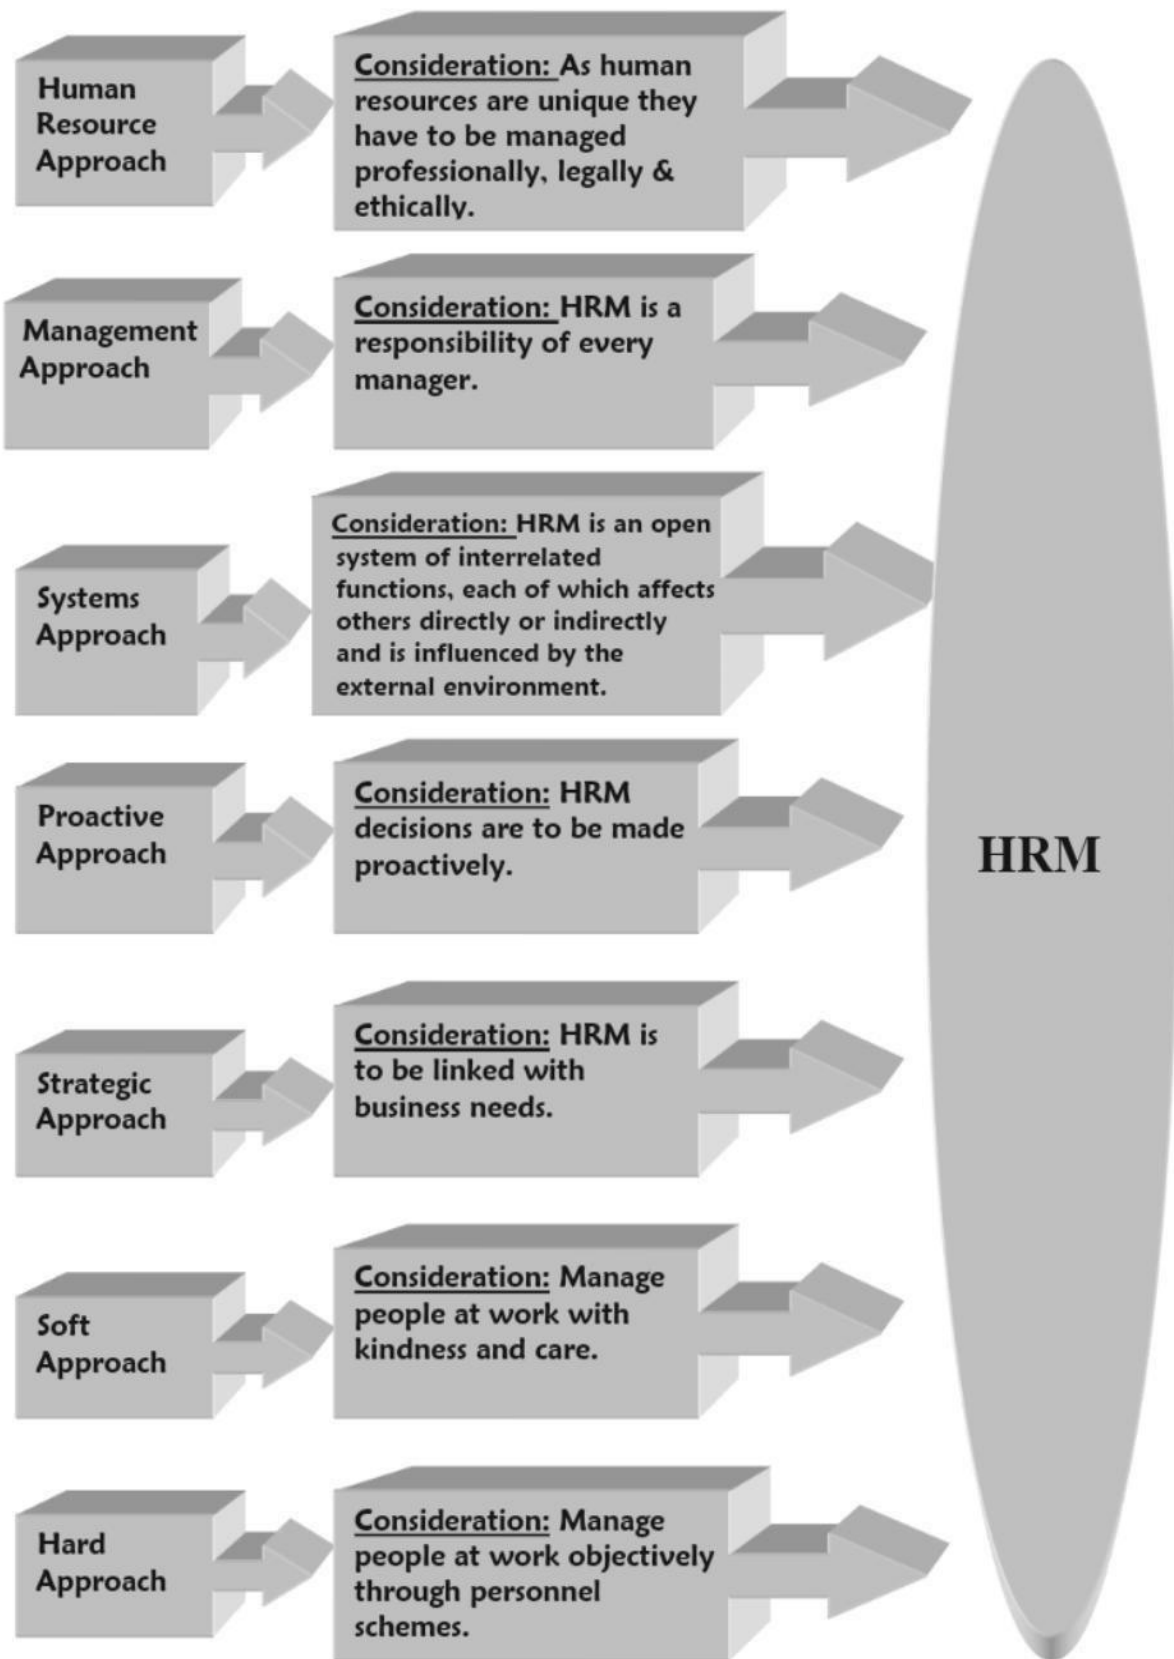 Human
Resource
Approach
Consideration: As human
resources are unique they
have to be managed
professionally, legally &
ethically.
Management
Approach
Consideration: HRM is a
responsibility of every
manager.
Systems
Approach
Consideration: HRM is an open
system of interrelated
functions, each of which affects
others directly or indirectly
and is influenced by the
external environment.
Proactive
Approach
Consideration: HRM
decisions are to be made
proactively.
Strategic
Approach
Consideration: HRM is
to be linked with
business needs.
Soft
Approach
Consideration: Manage
people at work with
kindness and care.
Hard
Approach
Consideration: Manage
people at work objectively
through personnel
schemes.
HRM